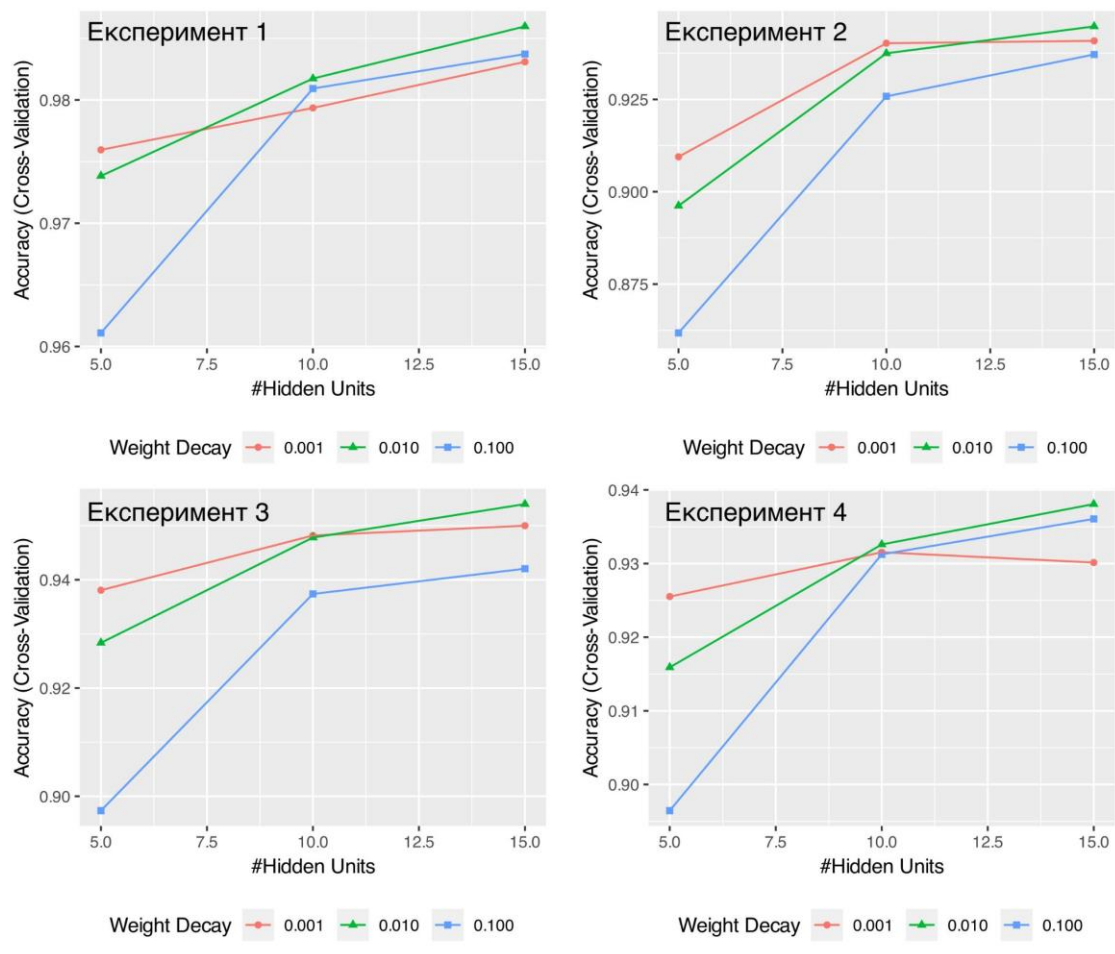 Експеримент 1
Accuracy (Cross-Validation)
0.98
0.97
0.96
5.0 7.5 10.0 12.5 15.0
#Hidden Units
Weight Decay 0.001 0.010 0.100
Експеримент 2
Accuracy (Cross-Validation)
0.925
0.900
0.875
5.0 7.5 10.0 12.5 15.0
#Hidden Units
Weight Decay 0.001 0.010 0.100
Експеримент 3
Accuracy (Cross-Validation)
0.94
0.92
0.90
5.0 7.5 10.0 12.5 15.0
#Hidden Units
Weight Decay 0.001 0.010 0.100
Експеримент 4
Accuracy (Cross-Validation)
0.94
0.93
0.92
0.91
0.90
5.0 7.5 10.0 12.5 15.0
#Hidden Units
Weight Decay 0.001 0.010 0.100